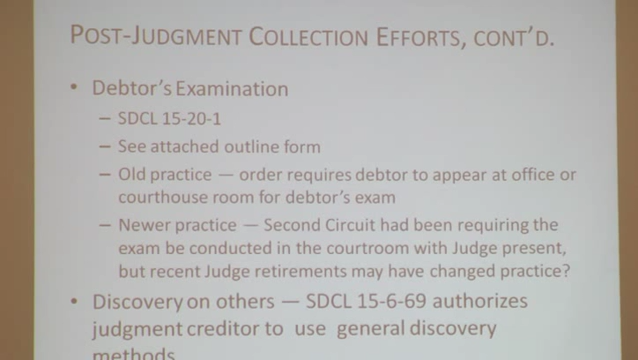 POST-JUDGMENT COLLECTION EFFORTS, CONT'D.
• Debtor's Examination
– SDCL 15-20-1
– See attached outline form
– Old practice — order requires debtor to appear at office or
courthouse room for debtor's exam
– Newer practice — Second Circuit had been requiring the
exam be conducted in the courtroom with Judge present,
but recent Judge retirements may have changed practice?
• Discovery on others — SDCL 15-6-69 authorizes
judgment creditor to use general discovery
methods